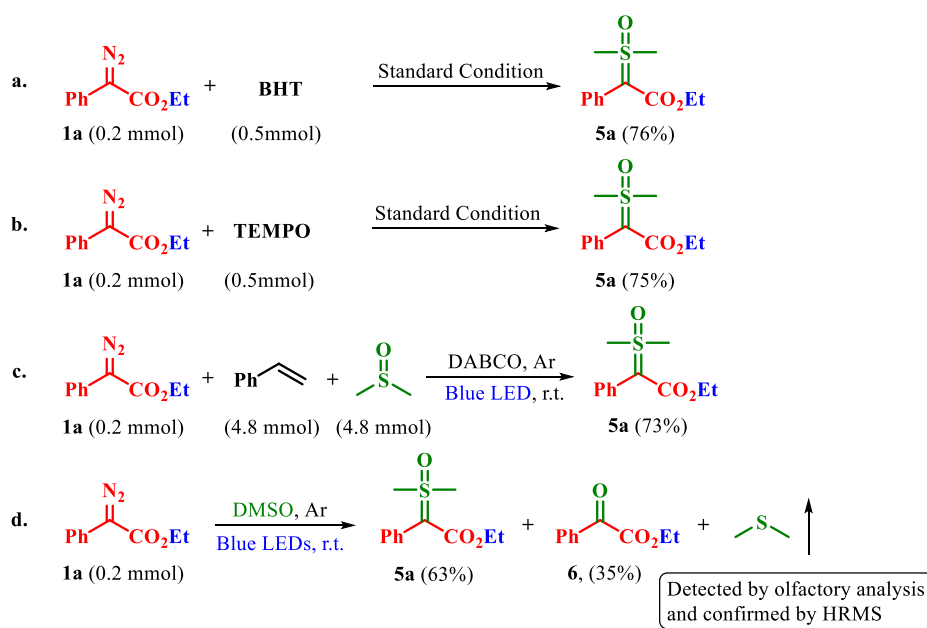 a.
N₂
Ph CO₂Et
1a (0.2 mmol)
+
BHT
(0.5mmol)
Standard Condition
O
S
Ph CO₂Et
5a (76%)
b.
N₂
Ph CO₂Et
1a (0.2 mmol)
+
TEMPO
(0.5mmol)
Standard Condition
O
S
Ph CO₂Et
5a (75%)
c.
N₂
Ph CO₂Et
1a (0.2 mmol)
+
Ph
(4.8 mmol)
+
O
S
(4.8 mmol)
DABCO, Ar
Blue LED, r.t.
O
S
Ph CO₂Et
5a (73%)
d.
N₂
Ph CO₂Et
1a (0.2 mmol)
DMSO, Ar
Blue LEDs, r.t.
O
S
Ph CO₂Et
5a (63%)
+
O
Ph CO₂Et
6, (35%)
+
S
Detected by olfactory analysis
and confirmed by HRMS